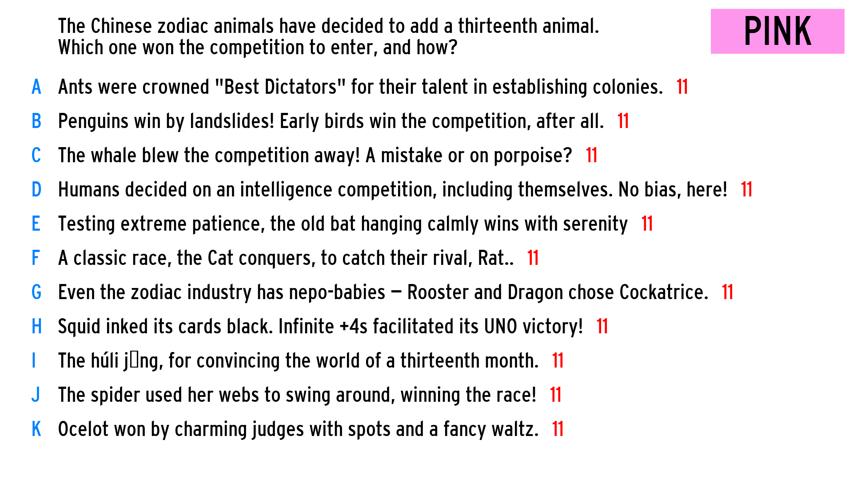 The Chinese zodiac animals have decided to add a thirteenth animal.
Which one won the competition to enter, and how?
PINK
A Ants were crowned "Best Dictators" for their talent in establishing colonies. 11
B Penguins win by landslides! Early birds win the competition, after all. 11
C The whale blew the competition away! A mistake or on porpoise? 11
D Humans decided on an intelligence competition, including themselves. No bias, here! 11
E Testing extreme patience, the old bat hanging calmly wins with serenity 11
F A classic race, the Cat conquers, to catch their rival, Rat.. 11
G Even the zodiac industry has nepo-babies – Rooster and Dragon chose Cockatrice. 11
H Squid inked its cards black. Infinite +4s facilitated its UNO victory! 11
I The húli j▯ng, for convincing the world of a thirteenth month. 11
J The spider used her webs to swing around, winning the race! 11
K Ocelot won by charming judges with spots and a fancy waltz. 11